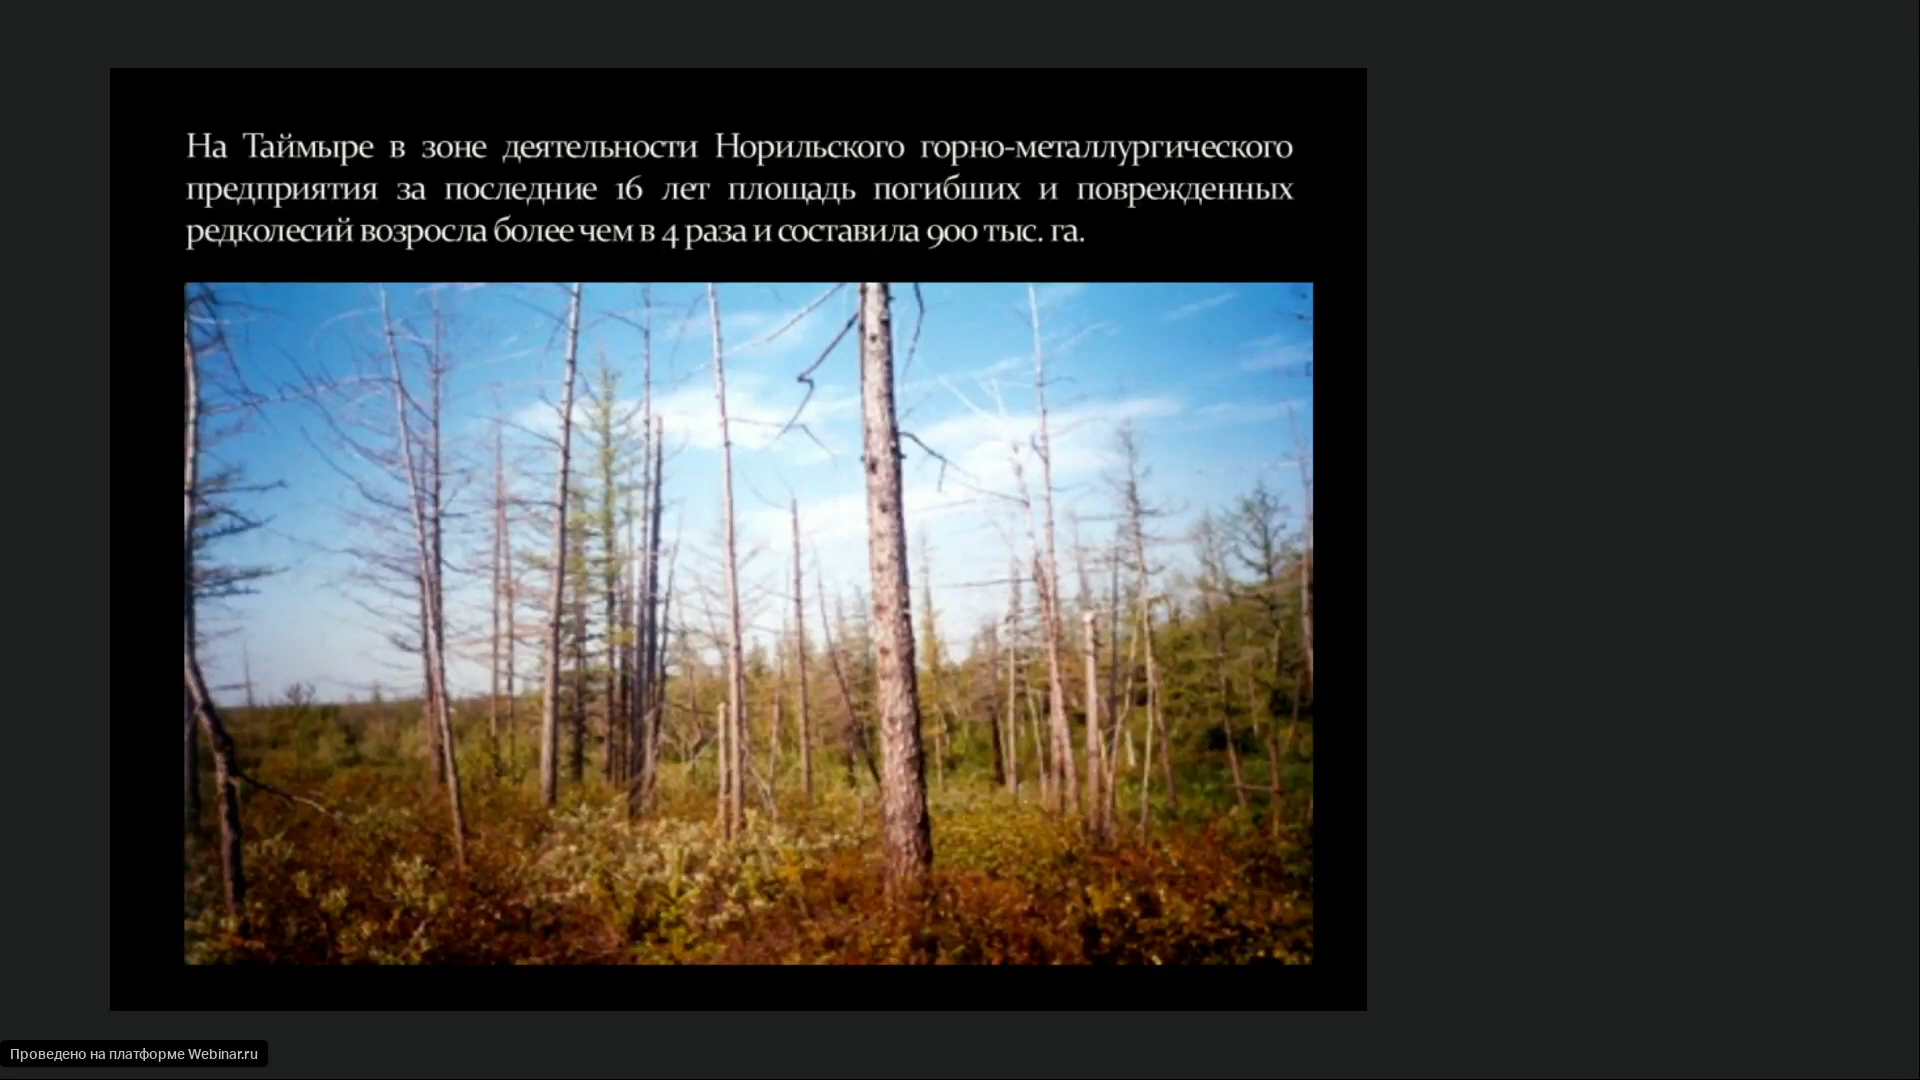 На Таймыре в зоне деятельности Норильского горно-металлургического
предприятия за последние 16 лет площадь погибших и поврежденных
редколесий возросла более чем в 4 раза и составила 900 тыс. га.
Проведено на платформе Webinar.ru